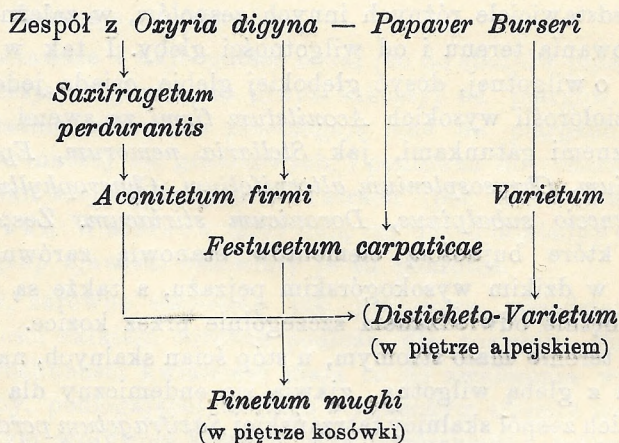 Zespół z Oxyria digyna — Papaver Burseri
Saxifragetum
perdurantis
Aconitetum firmi
Varietum
Festucetum carpaticae
(Disticheto-Varietum
(w piętrze alpejskiem)
Pinetum mughi
(w piętrze kosówki)